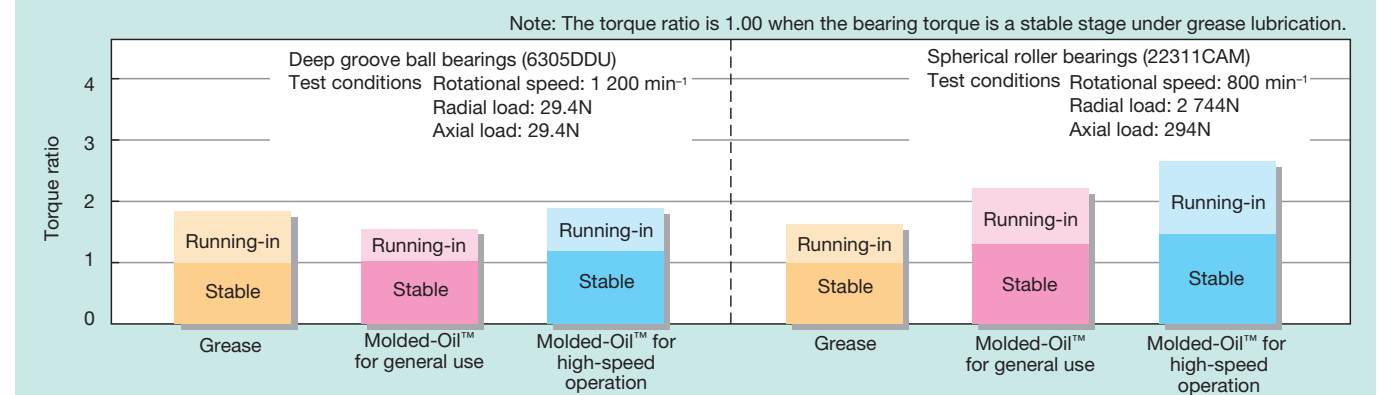 Note: The torque ratio is 1.00 when the bearing torque is a stable stage under grease lubrication.
Torque ratio
4
3
2
1
0
Deep groove ball bearings (6305DDU)
Test conditions Rotational speed: 1 200 min⁻¹
Radial load: 29.4N
Axial load: 29.4N
Running-in
Stable
Grease
Running-in
Stable
Molded-Oil™
for general use
Running-in
Stable
Molded-Oil™ for
high-speed
operation
Spherical roller bearings (22311CAM)
Test conditions Rotational speed: 800 min⁻¹
Radial load: 2 744N
Axial load: 294N
Running-in
Stable
Grease
Running-in
Stable
Molded-Oil™
for general use
Running-in
Stable
Molded-Oil™ for
high-speed
operation